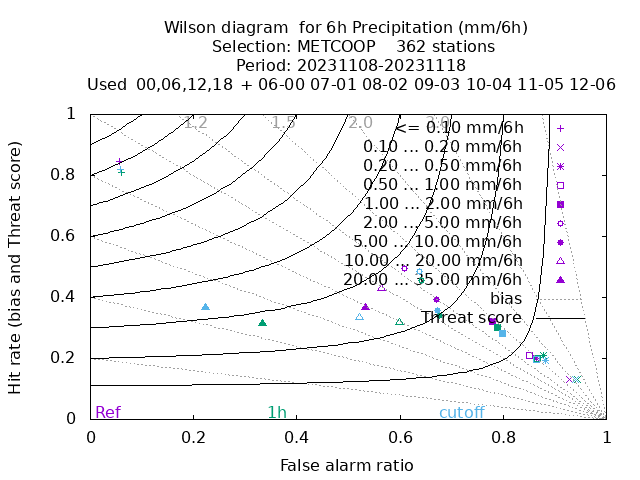 Wilson diagram  for 6h Precipitation (mm/6h)
Selection: METCOOP    362 stations
Period: 20231108-20231118
Used  00,06,12,18  + 06-00 07-01 08-02 09-03 10-04 11-05 12-06
1.2 1.5 2.0
<= 0.10 mm/6h
0.10 ... 0.20 mm/6h
0.20 ... 0.50 mm/6h
0.50 ... 1.00 mm/6h
1.00 ... 2.00 mm/6h
2.00 ... 5.00 mm/6h
5.00 ... 10.00 mm/6h
10.00 ... 20.00 mm/6h
20.00 ... 35.00 mm/6h
bias
Threat score
Hit rate (bias and Threat score)
1
0.8
0.6
0.4
0.2
0
Ref 1h cutoff
0 0.2 0.4 0.6 0.8 1
False alarm ratio